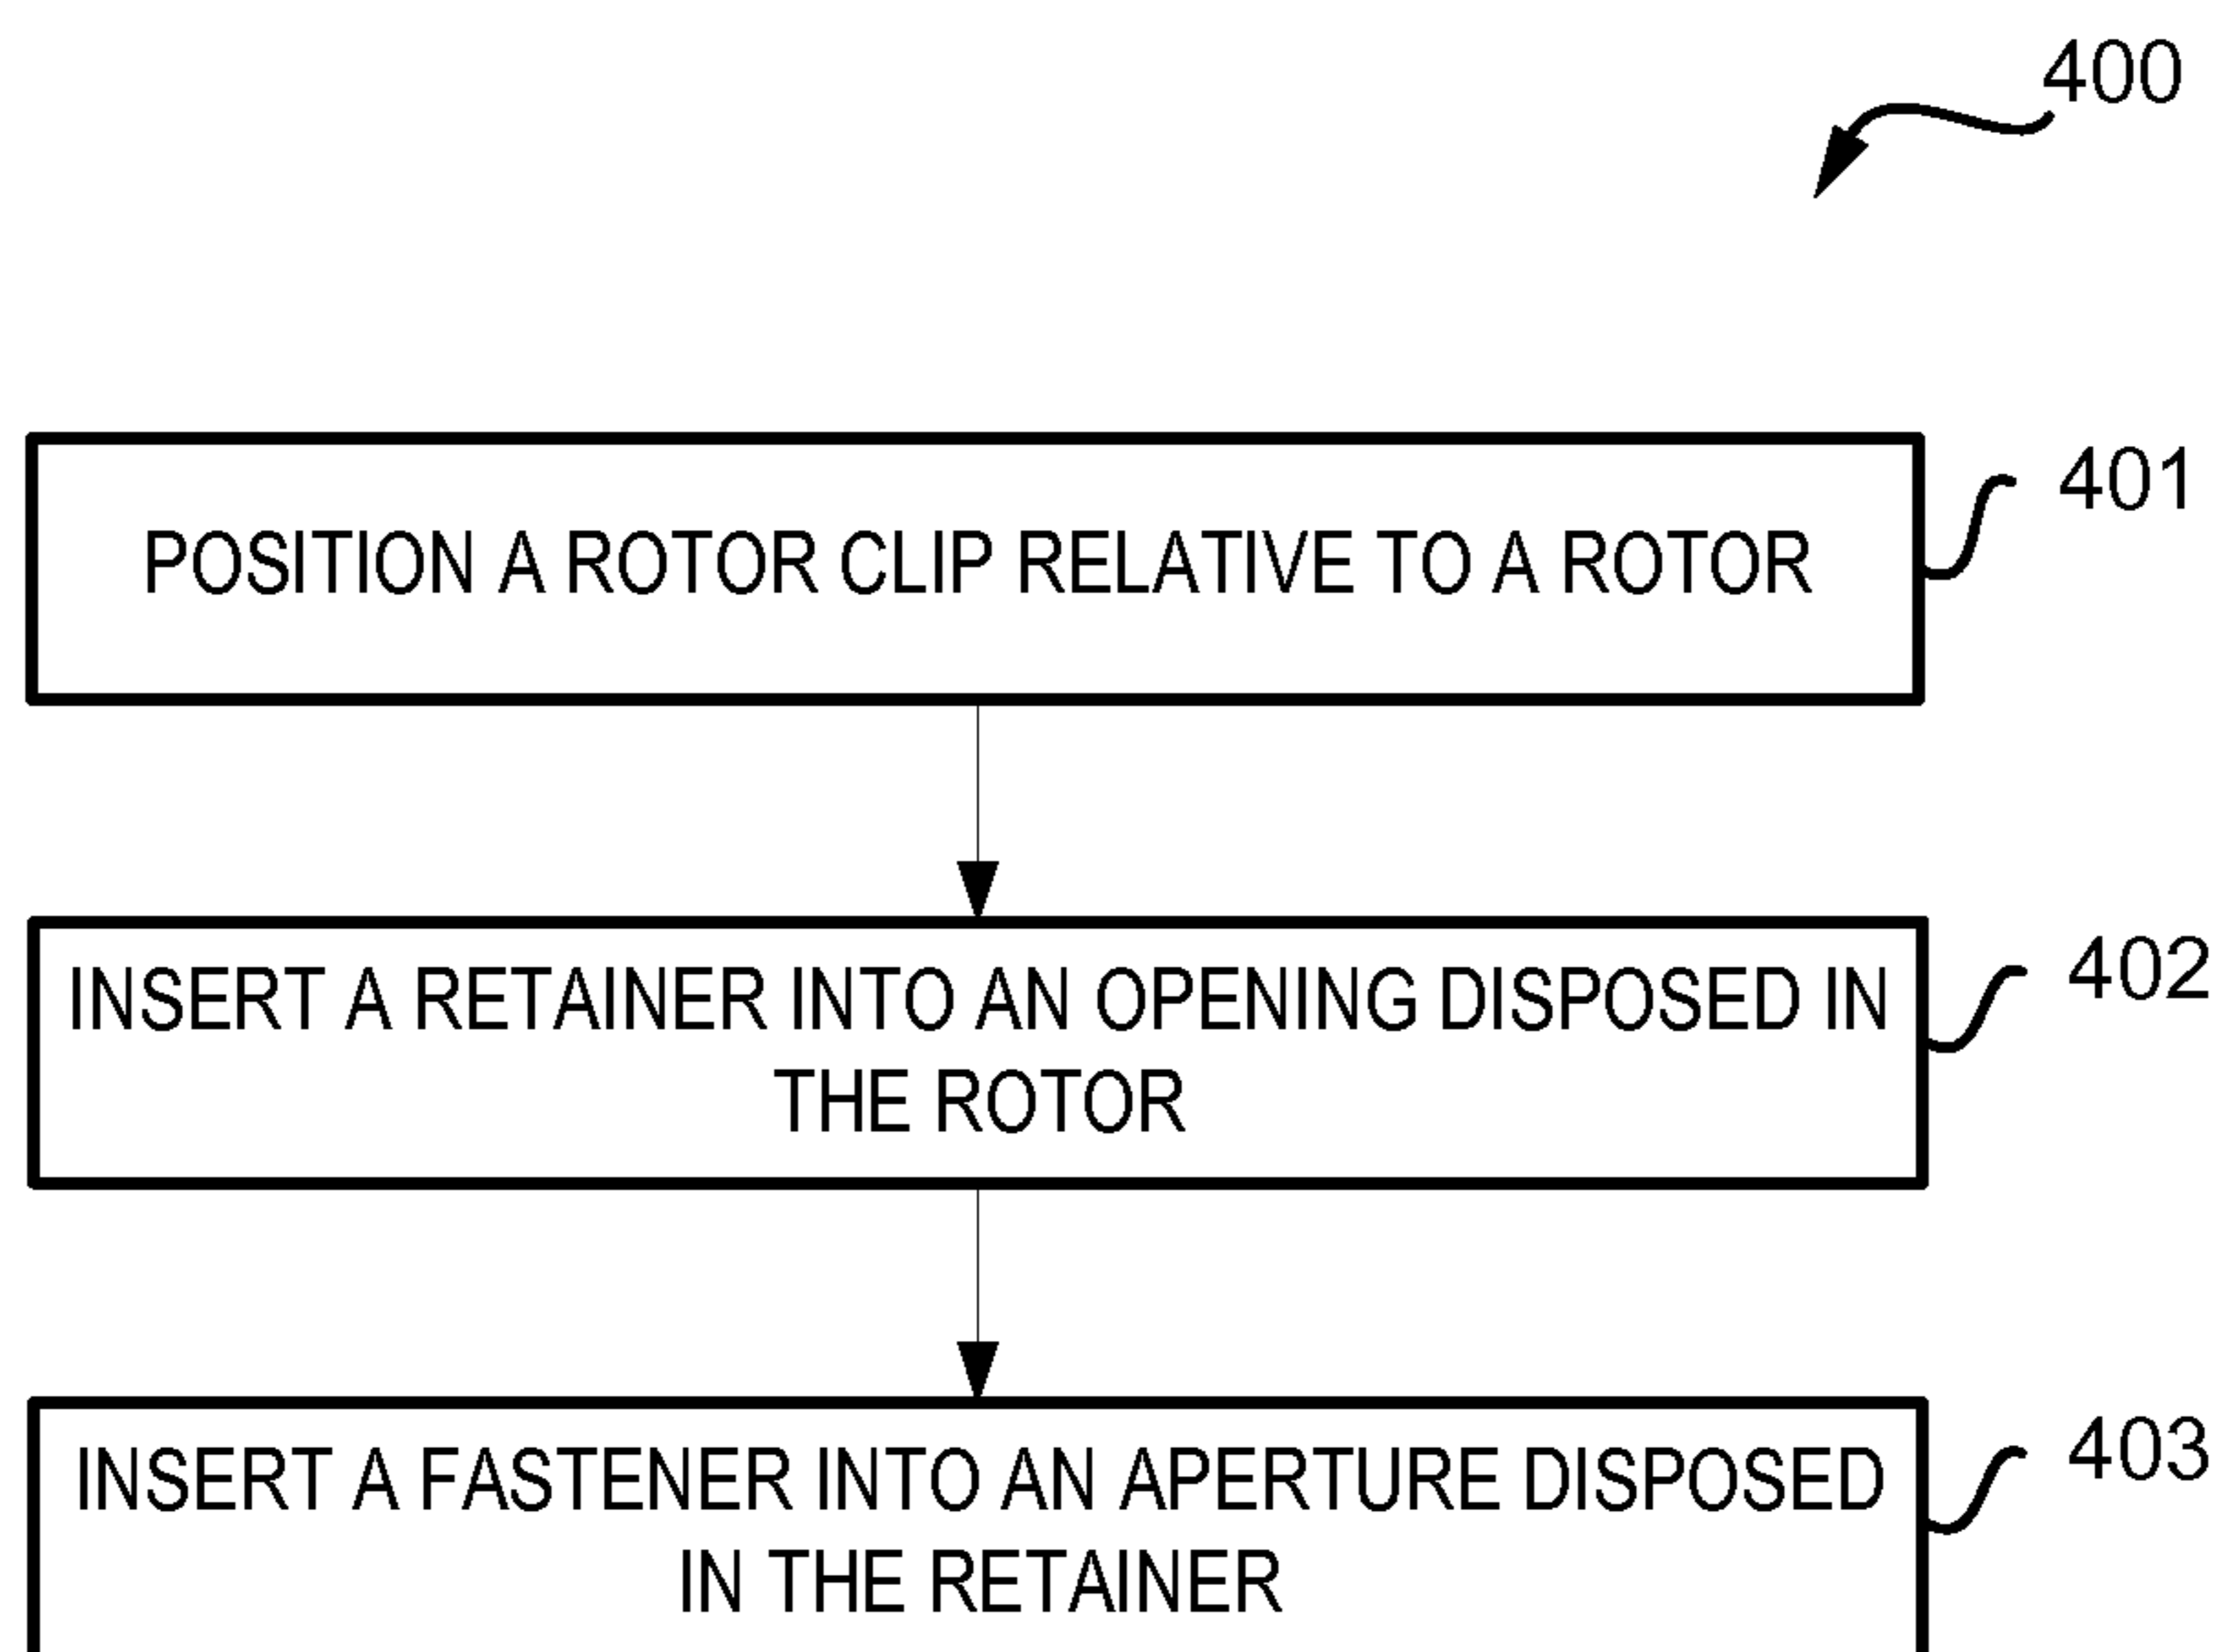 400
POSITION A ROTOR CLIP RELATIVE TO A ROTOR
401
INSERT A RETAINER INTO AN OPENING DISPOSED IN
THE ROTOR
402
INSERT A FASTENER INTO AN APERTURE DISPOSED
IN THE RETAINER
403